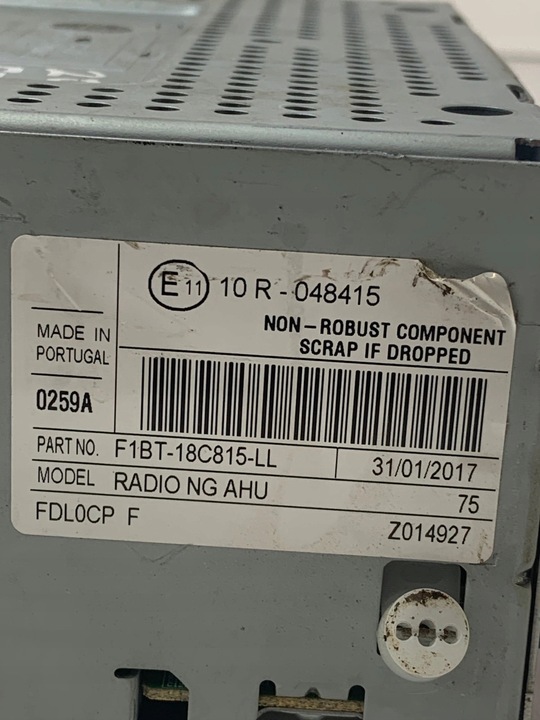 E 11 10 R - 048415
NON-ROBUST COMPONENT
SCRAP IF DROPPED
MADE IN
PORTUGAL
0259A
PART NO. F1BT-18C815-LL 31/01/2017
MODEL RADIO NG AHU 75
FDL0CP F Z014927